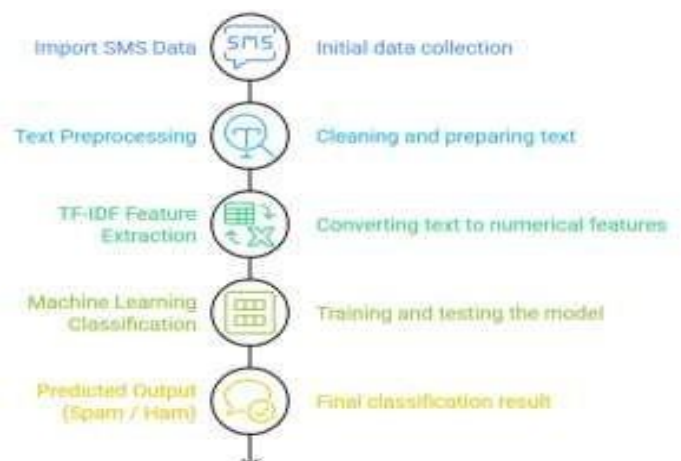 Import SMS Data
SMS
Initial data collection
Text Preprocessing
T
Cleaning and preparing text
TF-IDF Feature
Extraction
Converting text to numerical features
Machine Learning
Classification
Training and testing the model
Predicted Output
(Spam / Ham)
Final classification result